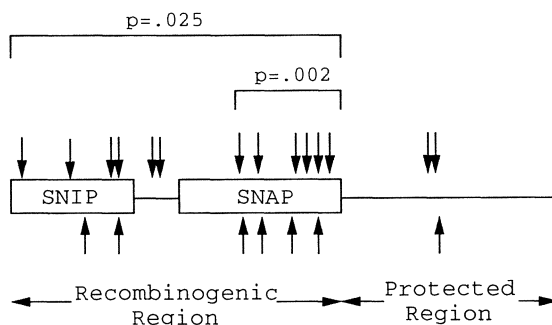 p=.025
p=.002
SNIP
SNAP
Recombinogenic
Region
Protected
Region